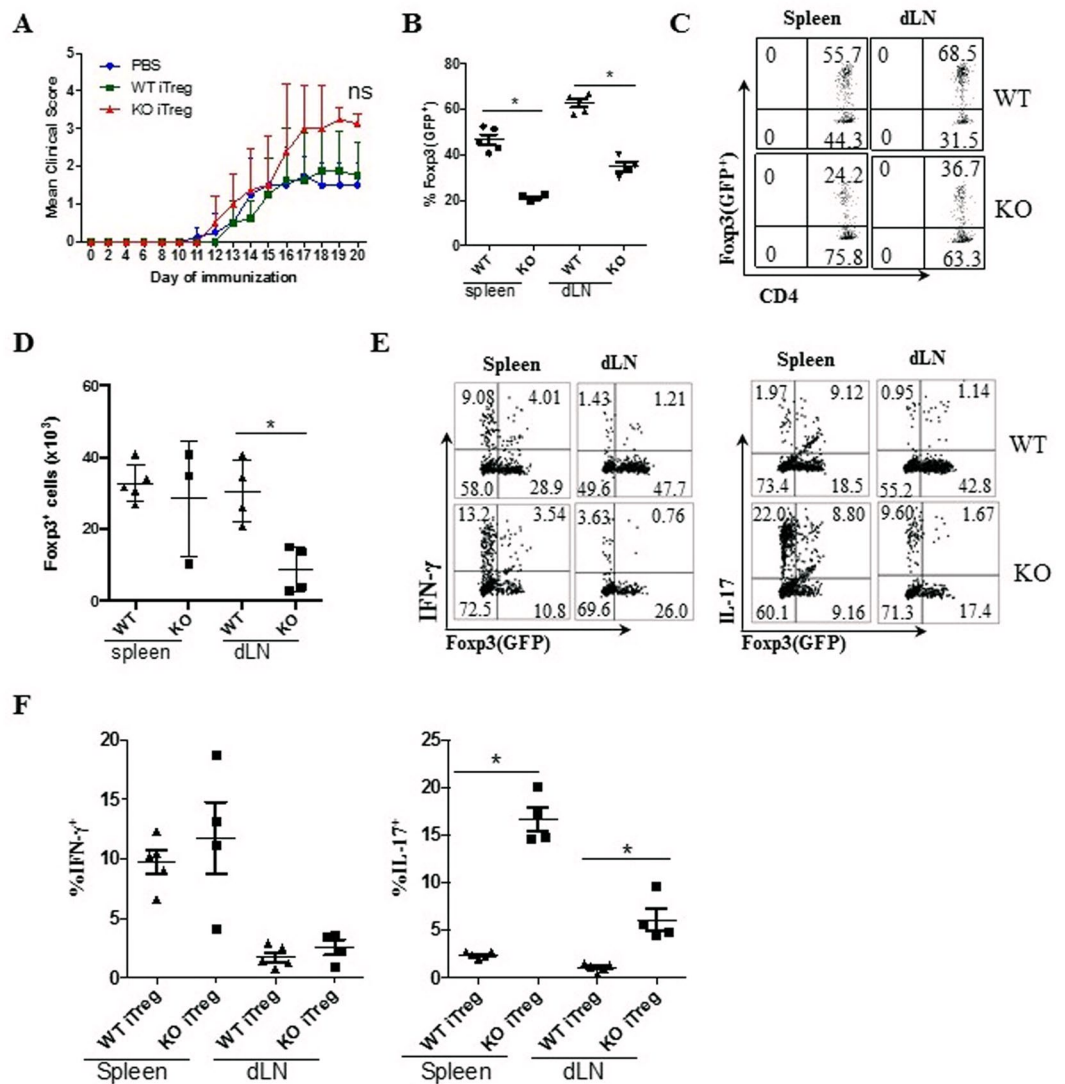 A
Mean Clinical Score
5
4
3
2
1
0
PBS
WT iTreg
KO iTreg
ns
0 2 4 6 8 10 11 12 13 14 15 16 17 18 19 20
Day of immunization
B
% Foxp3(GFP⁺)
80
60
40
20
0
* *
WT KO WT KO
spleen dLN
C
Spleen dLN
0 55.7 0 68.5
WT
0 44.3 0 31.5
0 24.2 0 36.7
KO
0 75.8 0 63.3
Foxp3(GFP⁺)
CD4
D
Foxp3⁺ cells (x10³)
60
40
20
0
*
WT KO WT KO
spleen dLN
E
Spleen dLN
9.08 4.01 1.43 1.21
58.0 28.9 49.6 47.7
13.2 3.54 3.63 0.76
72.5 10.8 69.6 26.0
IFN-γ
Foxp3(GFP)
Spleen dLN
1.97 9.12 0.95 1.14
WT
73.4 18.5 55.2 42.8
22.0 8.80 9.60 1.67
KO
60.1 9.16 71.3 17.4
IL-17
Foxp3(GFP)
F
%IFN-γ⁺
20
15
10
5
0
WT iTreg KO iTreg WT iTreg KO iTreg
Spleen dLN
%IL-17⁺
25
20
15
10
5
0
* *
WT iTreg KO iTreg WT iTreg KO iTreg
Spleen dLN